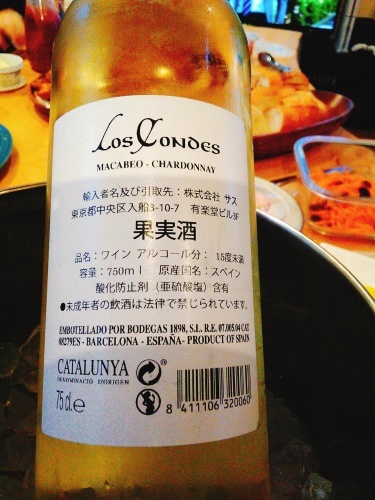 Los Condes
MACABEO - CHARDONNAY
輸入者名及び引取先：株式会社 サス
東京都中央区入船3-10-7 有楽堂ビル3F
果実酒
品名：ワイン アルコール分： 15度未満
容量：750ml 原産国名：スペイン
酸化防止剤（亜硫酸塩）含有
●未成年者の飲酒は法律で禁じられています。
EMBOTELLADO POR BODEGAS 1898, S.L. R.E. 07.005.04 CAT
08279ES - BARCELONA - ESPAÑA- PRODUCT OF SPAIN
CATALUNYA
DENOMINACIÓ D'ORIGEN
75 cl. e
8 411106 320060